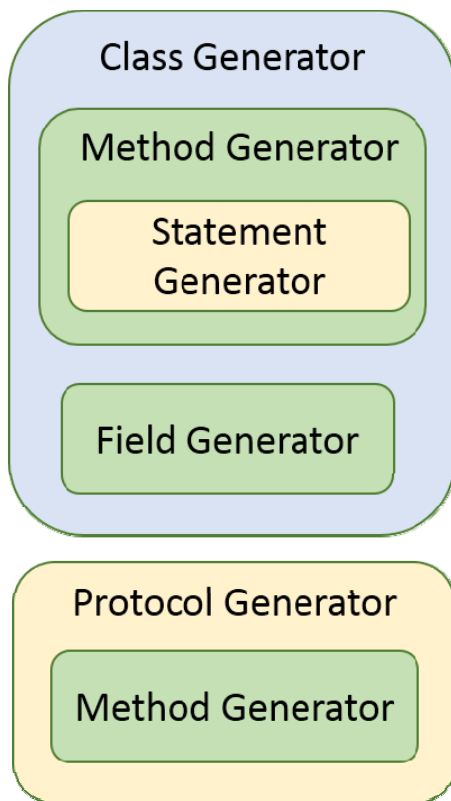 Class Generator
Method Generator
Statement
Generator
Field Generator
Protocol Generator
Method Generator